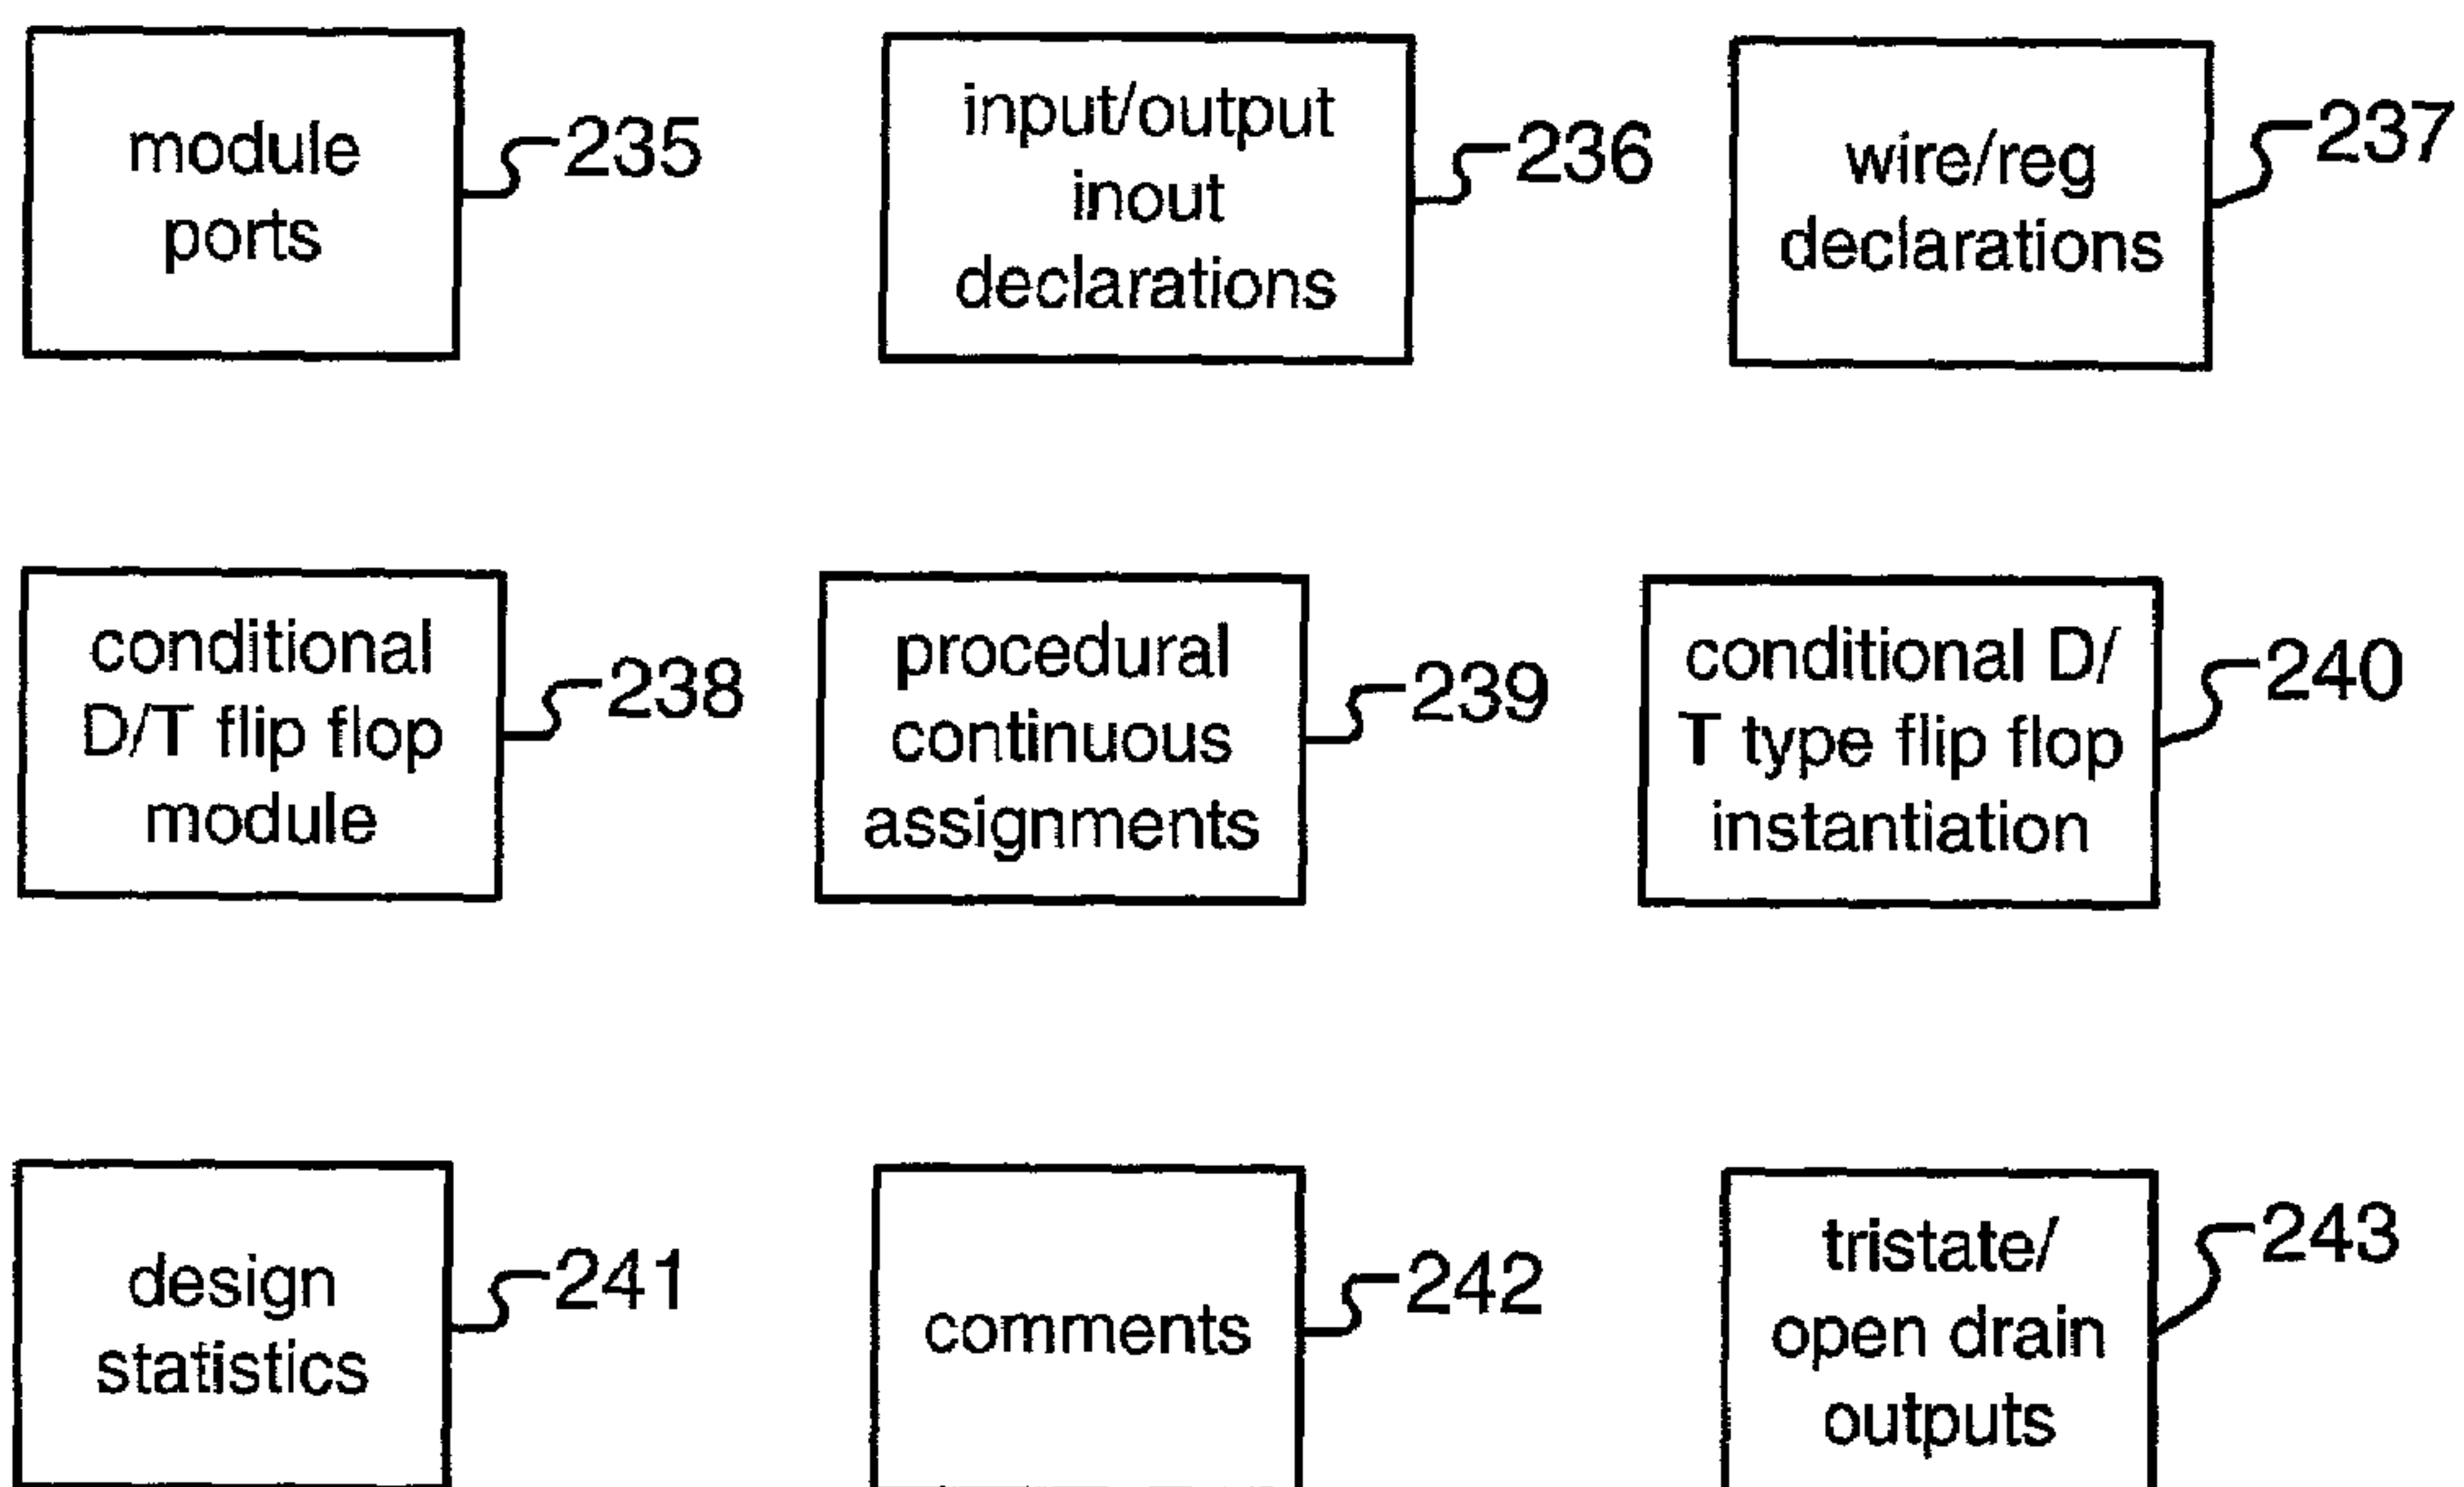 module
ports
235
input/output
inout
declarations
236
wire/reg
declarations
237
conditional
D/T flip flop
module
238
procedural
continuous
assignments
239
conditional D/
T type flip flop
instantiation
240
design
statistics
241
comments
242
tristate/
open drain
outputs
243